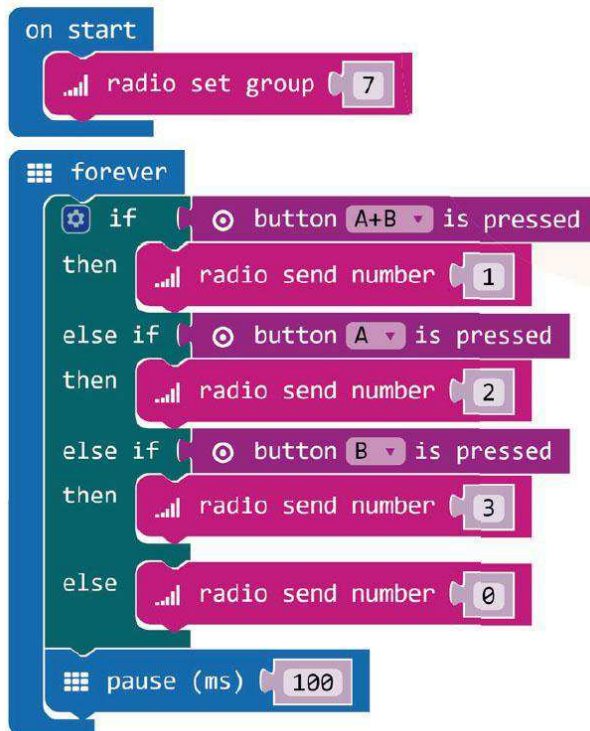 on start
radio set group 7
forever
if button A+B is pressed
then radio send number 1
else if button A is pressed
then radio send number 2
else if button B is pressed
then radio send number 3
else radio send number 0
pause (ms) 100